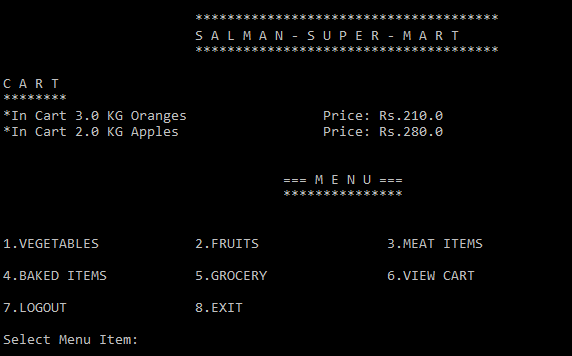 **************************************
S A L M A N - S U P E R - M A R T
**************************************
C A R T
********
*In Cart 3.0 KG Oranges Price: Rs.210.0
*In Cart 2.0 KG Apples Price: Rs.280.0
=== M E N U ===
***************
1.VEGETABLES 2.FRUITS 3.MEAT ITEMS
4.BAKED ITEMS 5.GROCERY 6.VIEW CART
7.LOGOUT 8.EXIT
Select Menu Item: